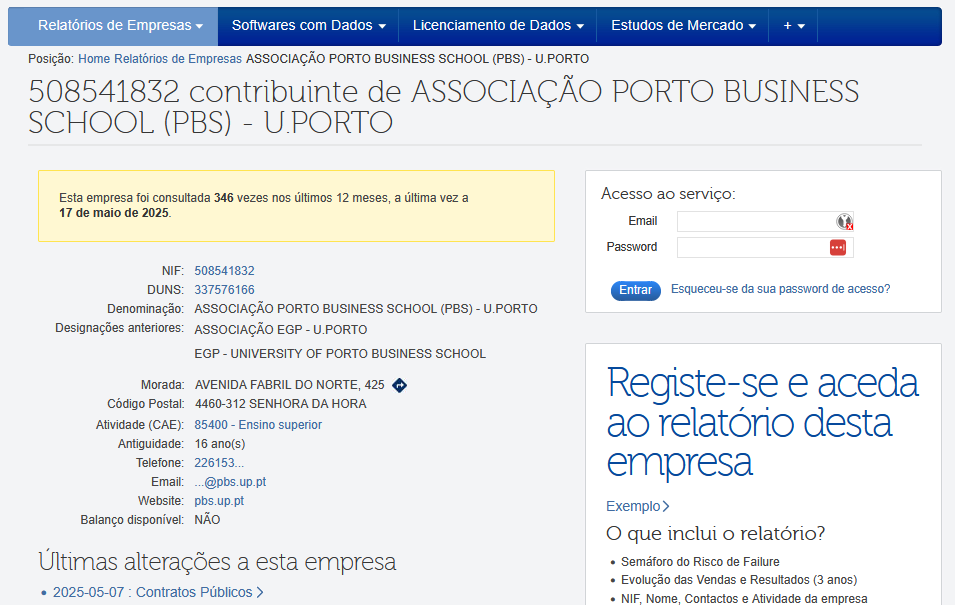 Relatórios de Empresas
Softwares com Dados
Licenciamento de Dados
Estudos de Mercado
+
Posição: Home Relatórios de Empresas ASSOCIAÇÃO PORTO BUSINESS SCHOOL (PBS) - U.PORTO
508541832 contribuinte de ASSOCIAÇÃO PORTO BUSINESS
SCHOOL (PBS) - U.PORTO
Esta empresa foi consultada 346 vezes nos últimos 12 meses, a última vez a
17 de maio de 2025.
NIF: 508541832
DUNS: 337576166
Denominação: ASSOCIAÇÃO PORTO BUSINESS SCHOOL (PBS) - U.PORTO
Designações anteriores: ASSOCIAÇÃO EGP - U.PORTO
EGP - UNIVERSITY OF PORTO BUSINESS SCHOOL
Morada: AVENIDA FABRIL DO NORTE, 425
Código Postal: 4460-312 SENHORA DA HORA
Atividade (CAE): 85400 - Ensino superior
Antiguidade: 16 ano(s)
Telefone: 226153...
Email: ...@pbs.up.pt
Website: pbs.up.pt
Balanço disponível: NÃO
Últimas alterações a esta empresa
2025-05-07 : Contratos Públicos
Acesso ao serviço:
Email
Password
Entrar
Esqueceu-se da sua password de acesso?
Registe-se e aceda
ao relatório desta
empresa
Exemplo
O que inclui o relatório?
Semáforo do Risco de Failure
Evolução das Vendas e Resultados (3 anos)
NIF, Nome, Contactos e Atividade da empresa